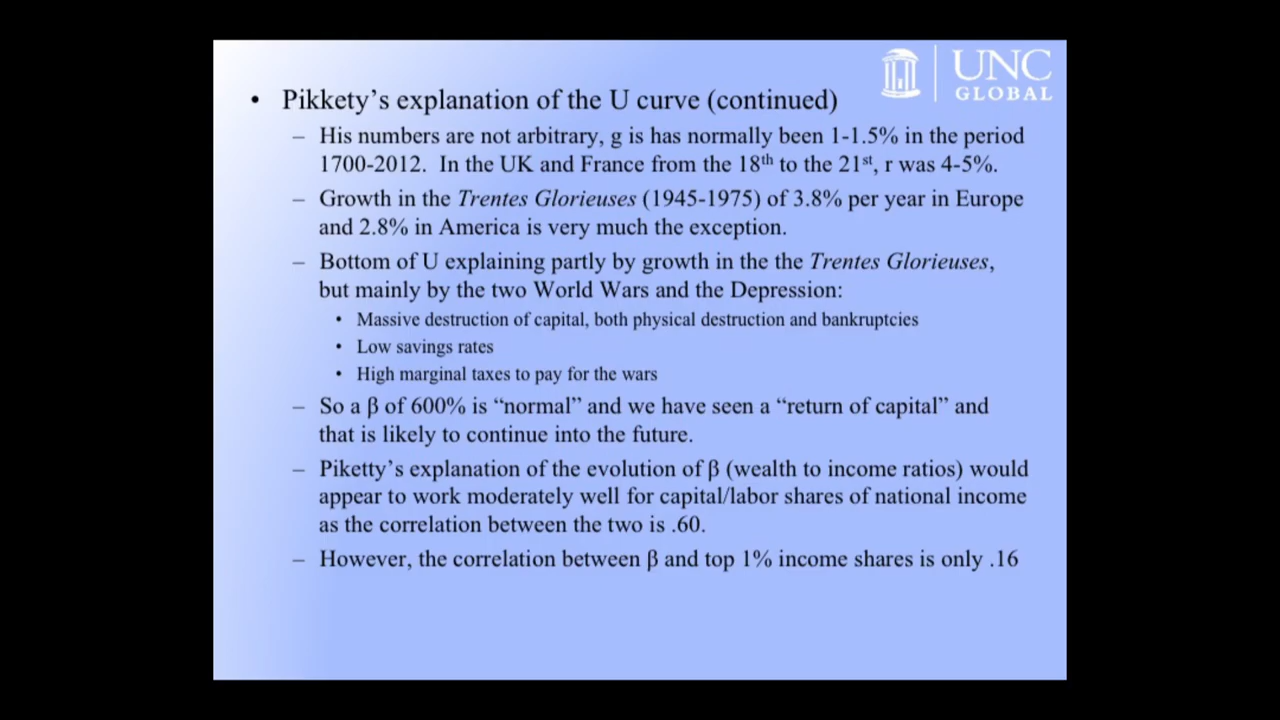 UNC
GLOBAL
• Pikkety’s explanation of the U curve (continued)
– His numbers are not arbitrary, g is has normally been 1-1.5% in the period
1700-2012. In the UK and France from the 18th to the 21st, r was 4-5%.
– Growth in the Trentes Glorieuses (1945-1975) of 3.8% per year in Europe
and 2.8% in America is very much the exception.
– Bottom of U explaining partly by growth in the the Trentes Glorieuses,
but mainly by the two World Wars and the Depression:
• Massive destruction of capital, both physical destruction and bankruptcies
• Low savings rates
• High marginal taxes to pay for the wars
– So a β of 600% is “normal” and we have seen a “return of capital” and
that is likely to continue into the future.
– Piketty’s explanation of the evolution of β (wealth to income ratios) would
appear to work moderately well for capital/labor shares of national income
as the correlation between the two is .60.
– However, the correlation between β and top 1% income shares is only .16